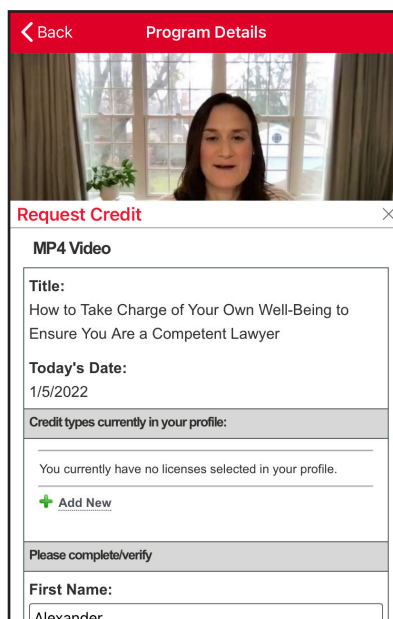 Back
Program Details
Request Credit
MP4 Video
Title:
How to Take Charge of Your Own Well-Being to
Ensure You Are a Competent Lawyer
Today's Date:
1/5/2022
Credit types currently in your profile:
You currently have no licenses selected in your profile.
Add New
Please complete/verify
First Name:
Alexander